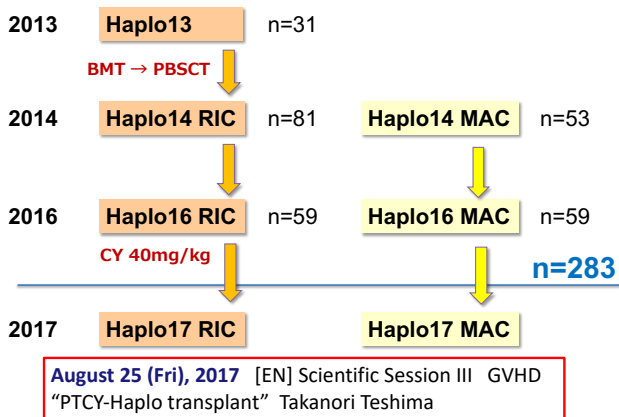 2013 Haplo13 n=31
BMT → PBSCT
2014 Haplo14 RIC n=81 Haplo14 MAC n=53
2016 Haplo16 RIC n=59 Haplo16 MAC n=59
CY 40mg/kg
n=283
2017 Haplo17 RIC Haplo17 MAC
August 25 (Fri), 2017 [EN] Scientific Session III GVHD
“PTCY-Haplo transplant” Takanori Teshima